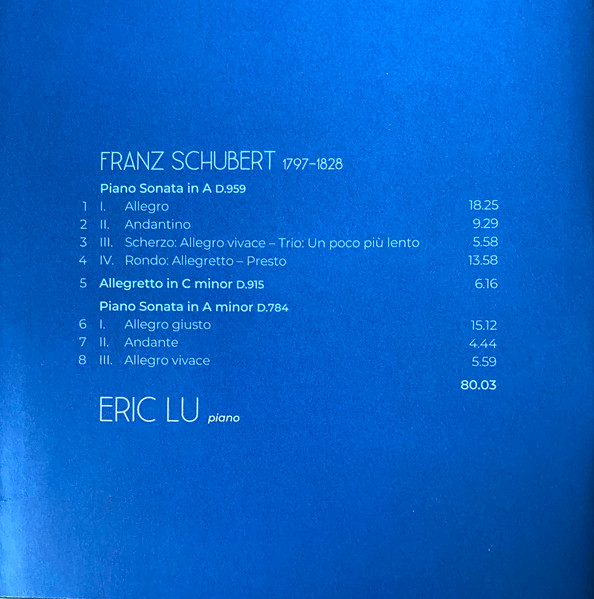 FRANZ SCHUBERT 1797–1828
Piano Sonata in A D.959
1 I. Allegro 18.25
2 II. Andantino 9.29
3 III. Scherzo: Allegro vivace – Trio: Un poco più lento 5.58
4 IV. Rondo: Allegretto – Presto 13.58
5 Allegretto in C minor D.915 6.16
Piano Sonata in A minor D.784
6 I. Allegro giusto 15.12
7 II. Andante 4.44
8 III. Allegro vivace 5.59
80.03
ERIC LU piano